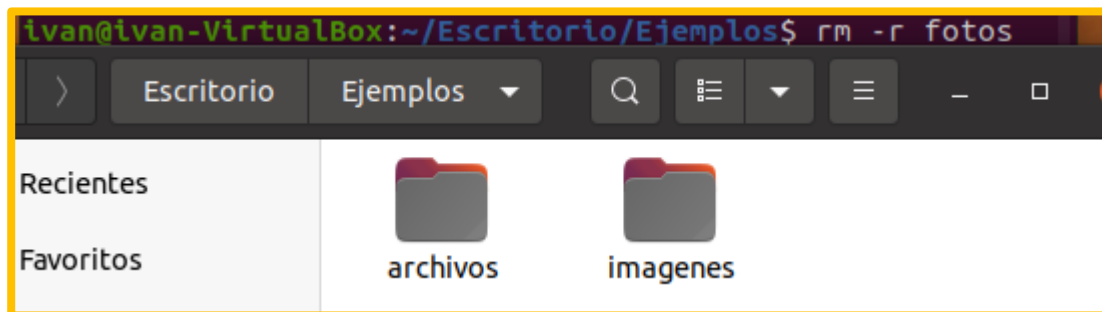 ivan@ivan-VirtualBox:~/Escritorio/Ejemplos$ rm -r fotos
Escritorio Ejemplos
Recientes
Favoritos
archivos imagenes